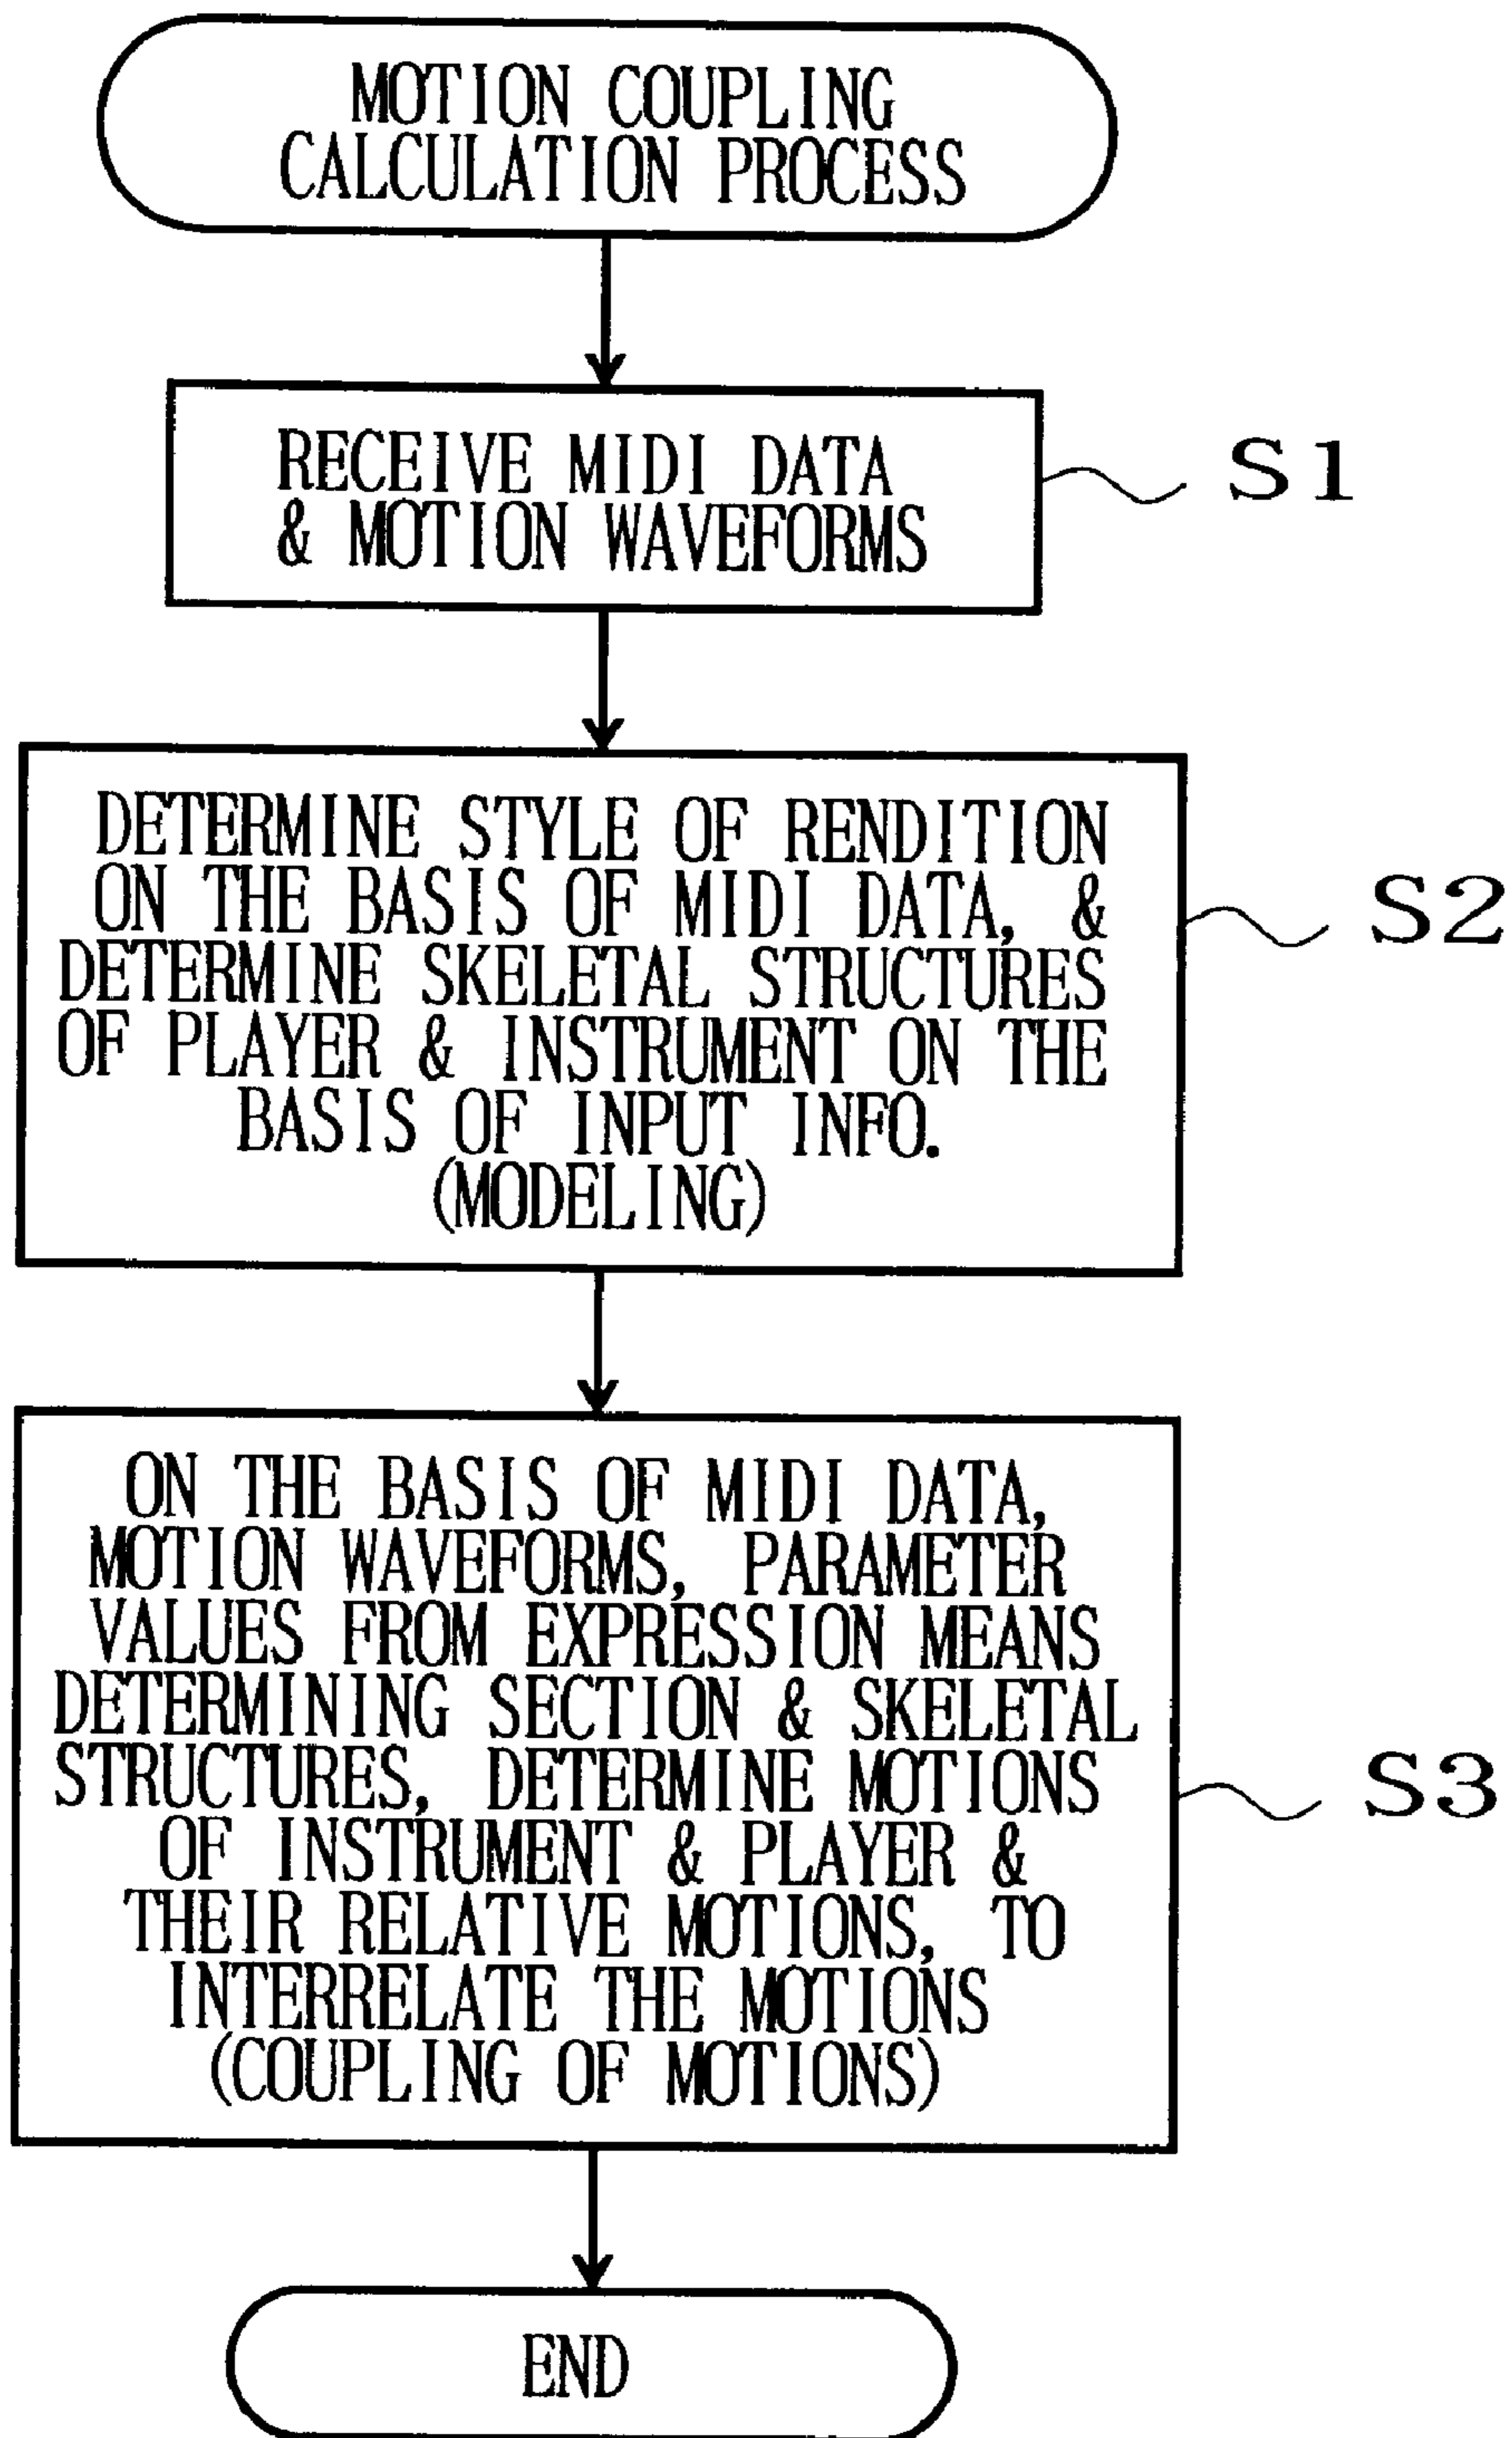 MOTION COUPLING
CALCULATION PROCESS
RECEIVE MIDI DATA
& MOTION WAVEFORMS
S1
DETERMINE STYLE OF RENDITION
ON THE BASIS OF MIDI DATA, &
DETERMINE SKELETAL STRUCTURES
OF PLAYER & INSTRUMENT ON THE
BASIS OF INPUT INFO.
(MODELING)
S2
ON THE BASIS OF MIDI DATA,
MOTION WAVEFORMS, PARAMETER
VALUES FROM EXPRESSION MEANS
DETERMINING SECTION & SKELETAL
STRUCTURES, DETERMINE MOTIONS
OF INSTRUMENT & PLAYER &
THEIR RELATIVE MOTIONS, TO
INTERRELATE THE MOTIONS
(COUPLING OF MOTIONS)
S3
END